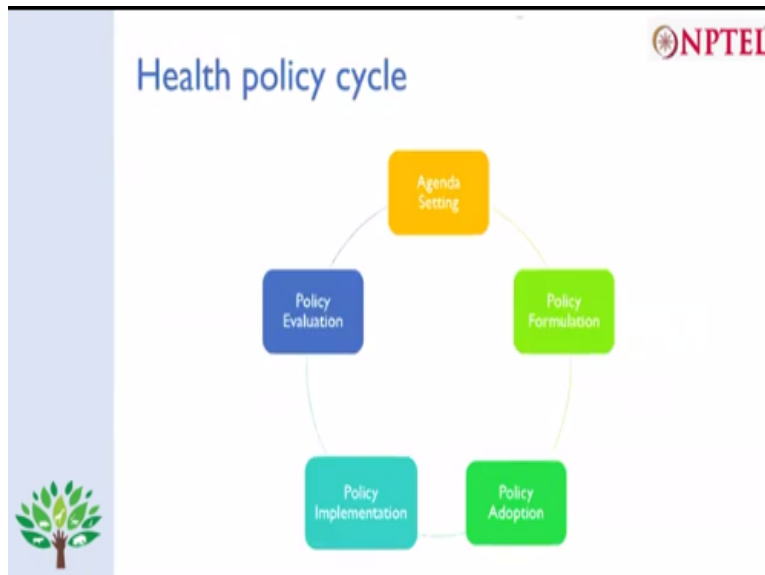 NPTEL
Health policy cycle
Agenda
Setting
Policy
Formulation
Policy
Adoption
Policy
Implementation
Policy
Evaluation